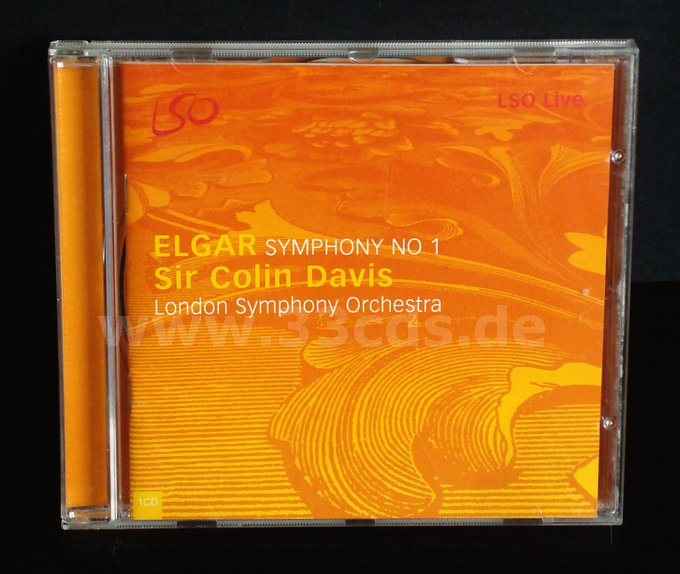 LSO
LSO Live
ELGAR SYMPHONY NO 1
Sir Colin Davis
London Symphony Orchestra
www.33cds.de
1CD